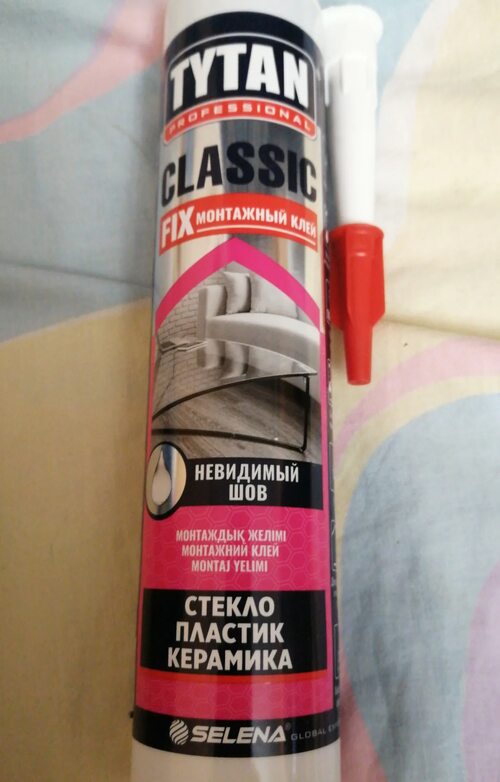 TYTAN
PROFESSIONAL
CLASSIC
FIX МОНТАЖНЫЙ КЛЕЙ
НЕВИДИМЫЙ
ШОВ
МОНТАЖДЫҚ ЖЕЛІМІ
МОНТАЖНИЙ КЛЕЙ
MONTAJ YELIMI
СТЕКЛО
ПЛАСТИК
КЕРАМИКА
SELENA GLOBAL